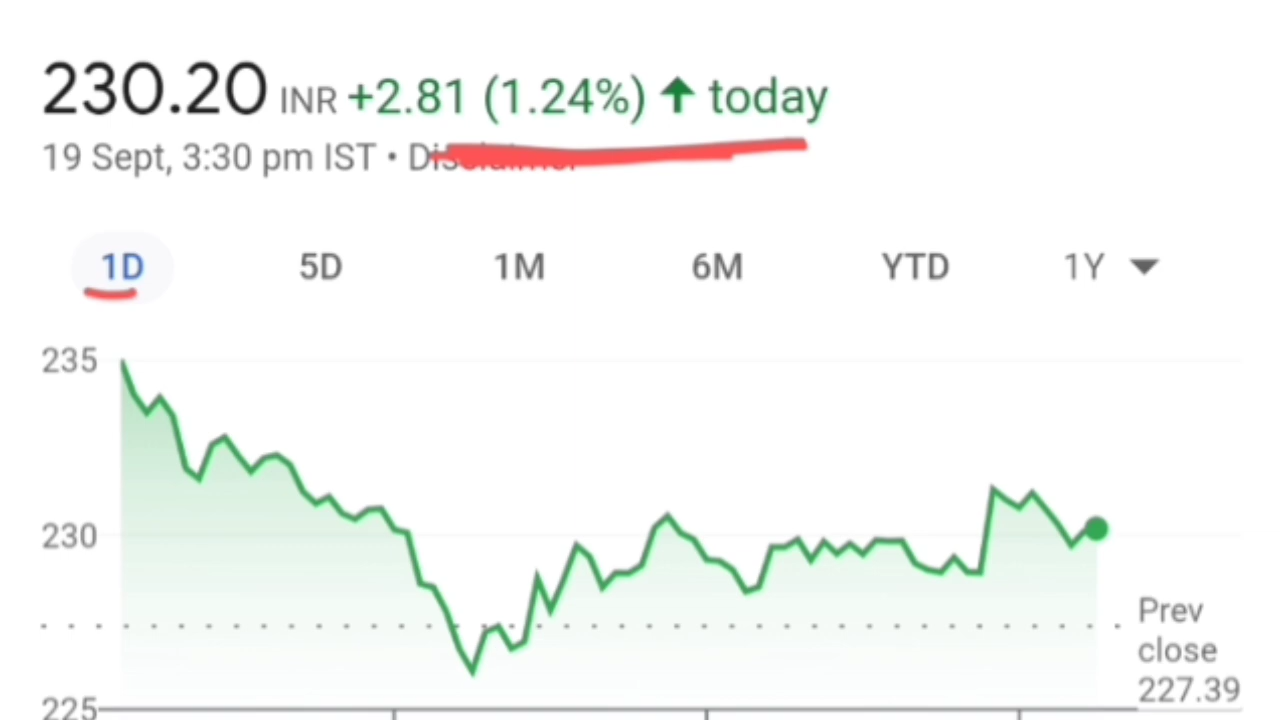 230.20 INR +2.81 (1.24%) ↑ today
19 Sept, 3:30 pm IST • Disclaimer
1D 5D 1M 6M YTD 1Y
235
230
Prev
close
227.39
225